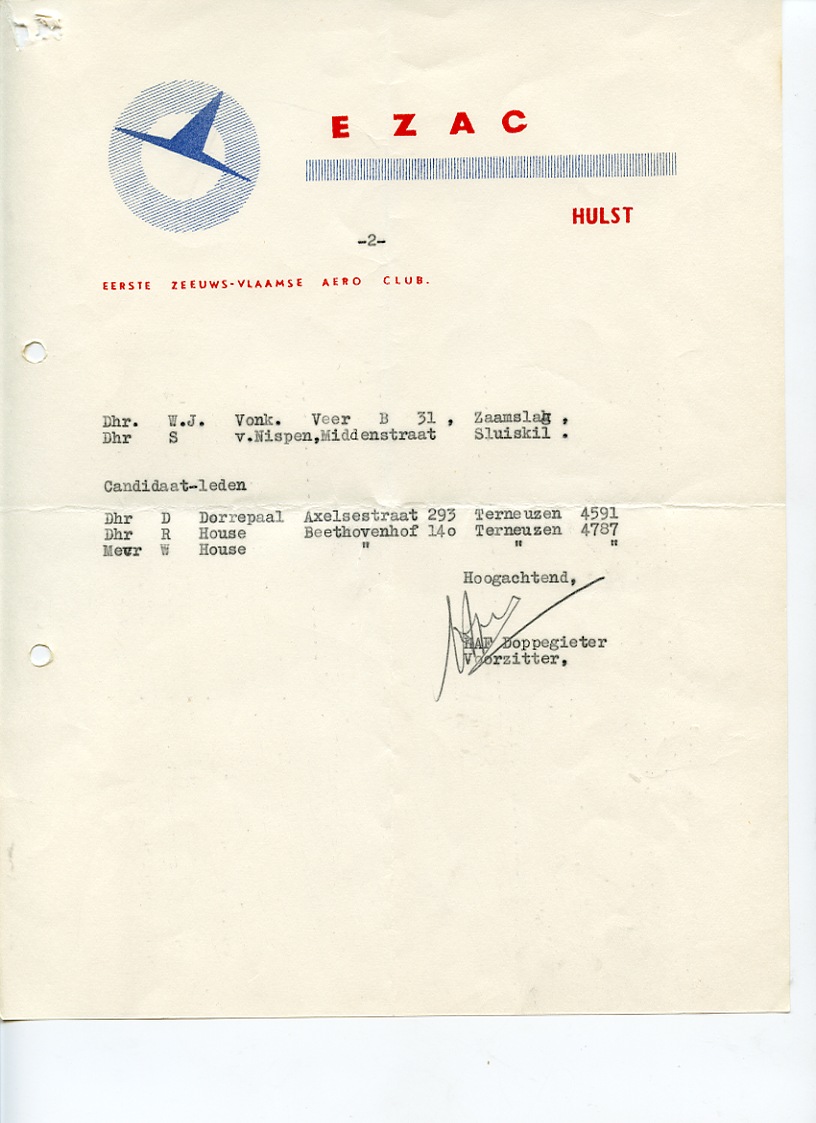 E Z A C
HULST
-2-
EERSTE ZEEUWS-VLAAMSE AERO CLUB.
Dhr. W.J. Vonk. Veer B 31 , Zaamslag ,
Dhr S v.Nispen,Middenstraat Sluiskil .
Candidaat-leden
Dhr D Dorrepaal Axelsestraat 293 Terneuzen 4591
Dhr R House Beethovenhof 14o Terneuzen 4787
Mevr W House " " "
Hoogachtend,
HAF Doppegieter
Voorzitter,